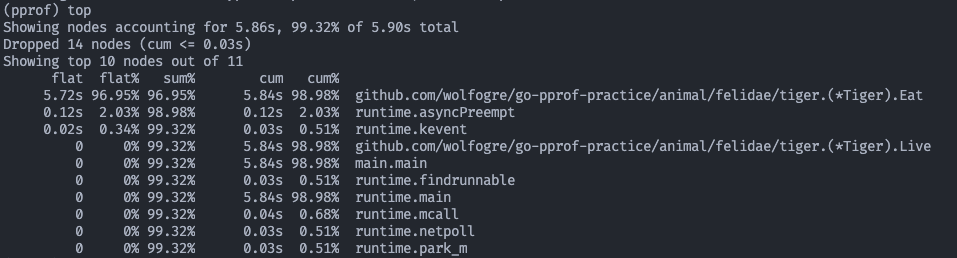 (pprof) top
Showing nodes accounting for 5.86s, 99.32% of 5.90s total
Dropped 14 nodes (cum <= 0.03s)
Showing top 10 nodes out of 11
      flat  flat%   sum%        cum   cum%
     5.72s 96.95% 96.95%      5.84s 98.98%  github.com/wolfogre/go-pprof-practice/animal/felidae/tiger.(*Tiger).Eat
     0.12s  2.03% 98.98%      0.12s  2.03%  runtime.asyncPreempt
     0.02s  0.34% 99.32%      0.03s  0.51%  runtime.kevent
         0     0% 99.32%      5.84s 98.98%  github.com/wolfogre/go-pprof-practice/animal/felidae/tiger.(*Tiger).Live
         0     0% 99.32%      5.84s 98.98%  main.main
         0     0% 99.32%      0.03s  0.51%  runtime.findrunnable
         0     0% 99.32%      5.84s 98.98%  runtime.main
         0     0% 99.32%      0.04s  0.68%  runtime.mcall
         0     0% 99.32%      0.03s  0.51%  runtime.netpoll
         0     0% 99.32%      0.03s  0.51%  runtime.park_m